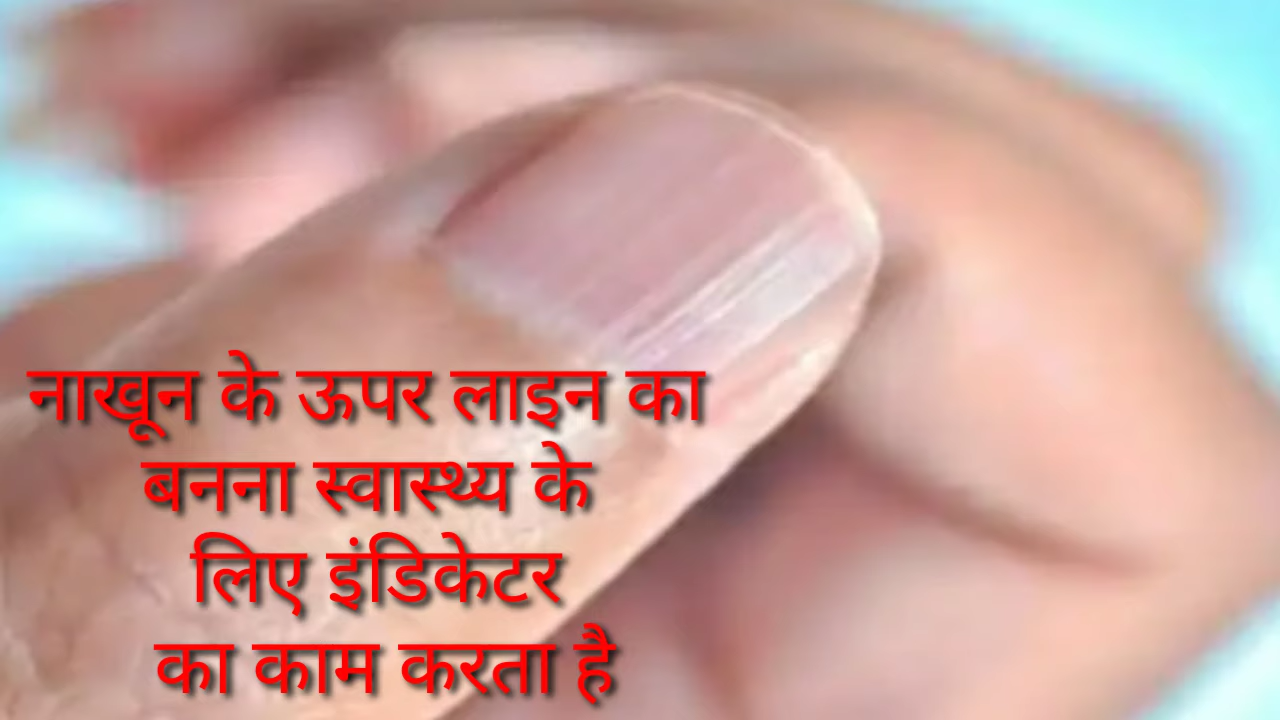 नाखून के ऊपर लाइन का
बनना स्वास्थ्य के
लिए इंडिकेटर
का काम करता है